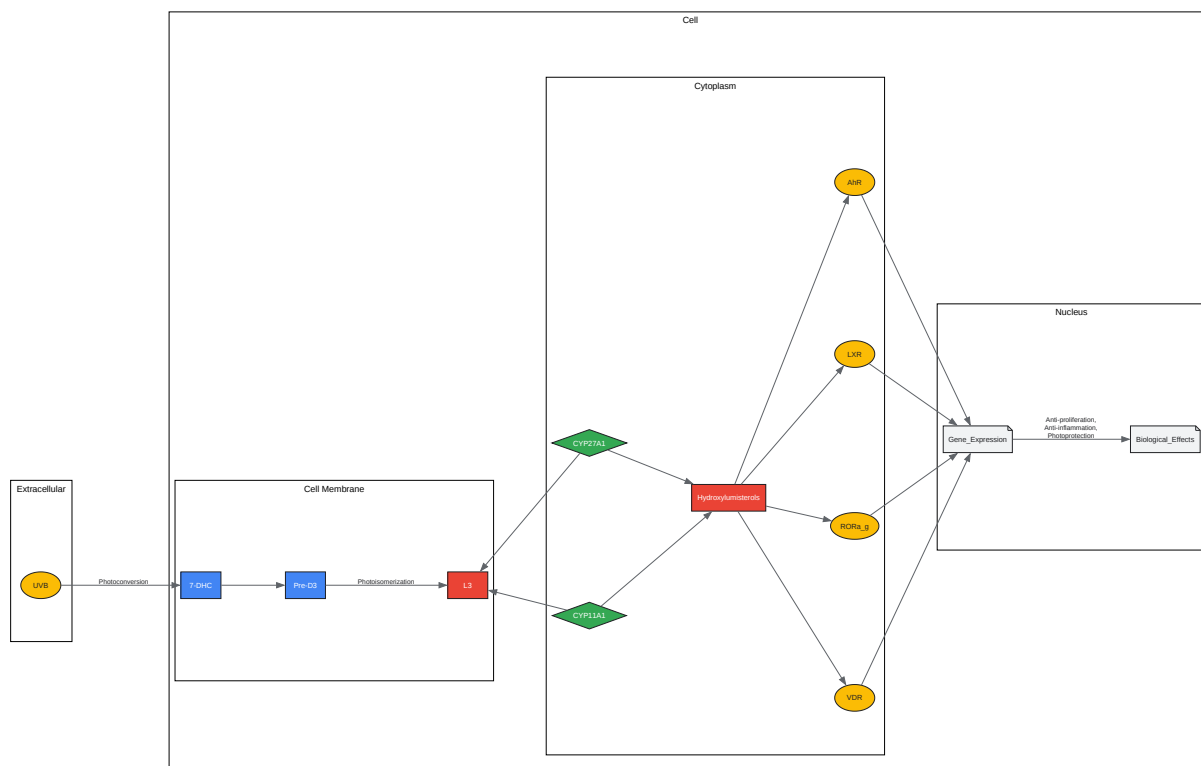 Cell
Cytoplasm
AhR
Nucleus
LXR
Anti-proliferation,
Anti-inflammation,
Photoprotection
Gene_Expression
Biological_Effects
CYP27A1
Extracellular
Cell Membrane
Hydroxylumisterols
RORa_g
UVB
Photoconversion
7-DHC
Pre-D3
Photoisomerization
L3
CYP11A1
VDR